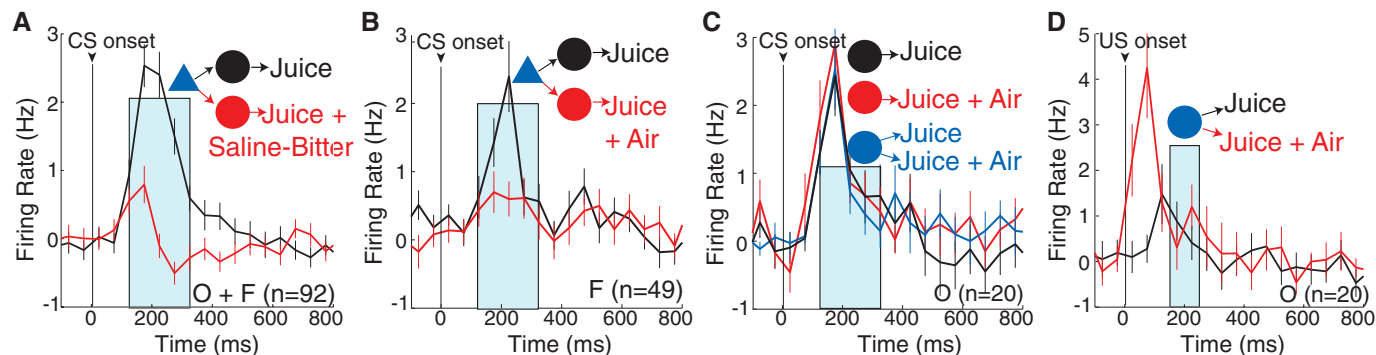 A
CS onset
3
2
1
0
-1
Firing Rate (Hz)
Juice
Juice +
Saline-Bitter
O + F (n=92)
0 200 400 600 800
Time (ms)
B
CS onset
3
2
1
0
-1
Firing Rate (Hz)
Juice
Juice
+ Air
F (n=49)
0 200 400 600 800
Time (ms)
C
CS onset
3
2
1
0
-1
Firing Rate (Hz)
Juice
Juice + Air
Juice
Juice + Air
O (n=20)
0 200 400 600 800
Time (ms)
D
US onset
5
4
3
2
1
0
-1
Firing Rate (Hz)
Juice
Juice + Air
O (n=20)
0 200 400 600 800
Time (ms)